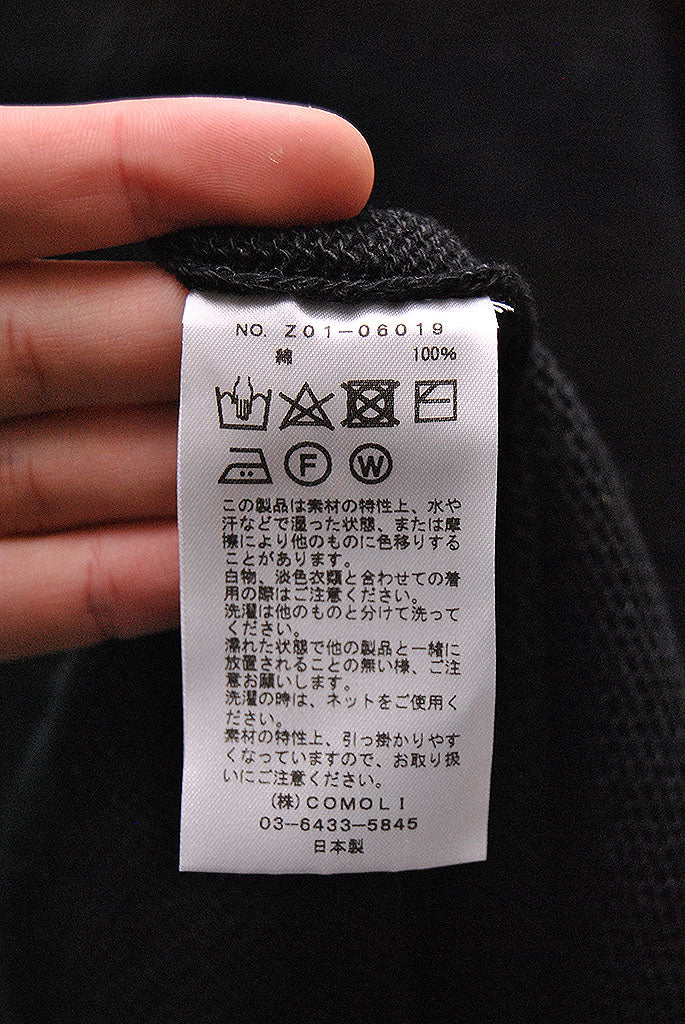 NO. Z01-06019
綿 100%
F W
この製品は素材の特性上、水や
汗などで湿った状態、または摩
擦により他のものに色移りする
ことがあります。
白物、淡色衣類と合わせての着
用の際はご注意ください。
洗濯は他のものと分けて洗って
ください。
濡れた状態で他の製品と一緒に
放置されることの無い様、ご注
意お願いします。
洗濯の時は、ネットをご使用く
ださい。
素材の特性上、引っ掛かりやす
くなっていますので、お取り扱
いにご注意ください。
(株)COMOLI
03-6433-5845
日本製